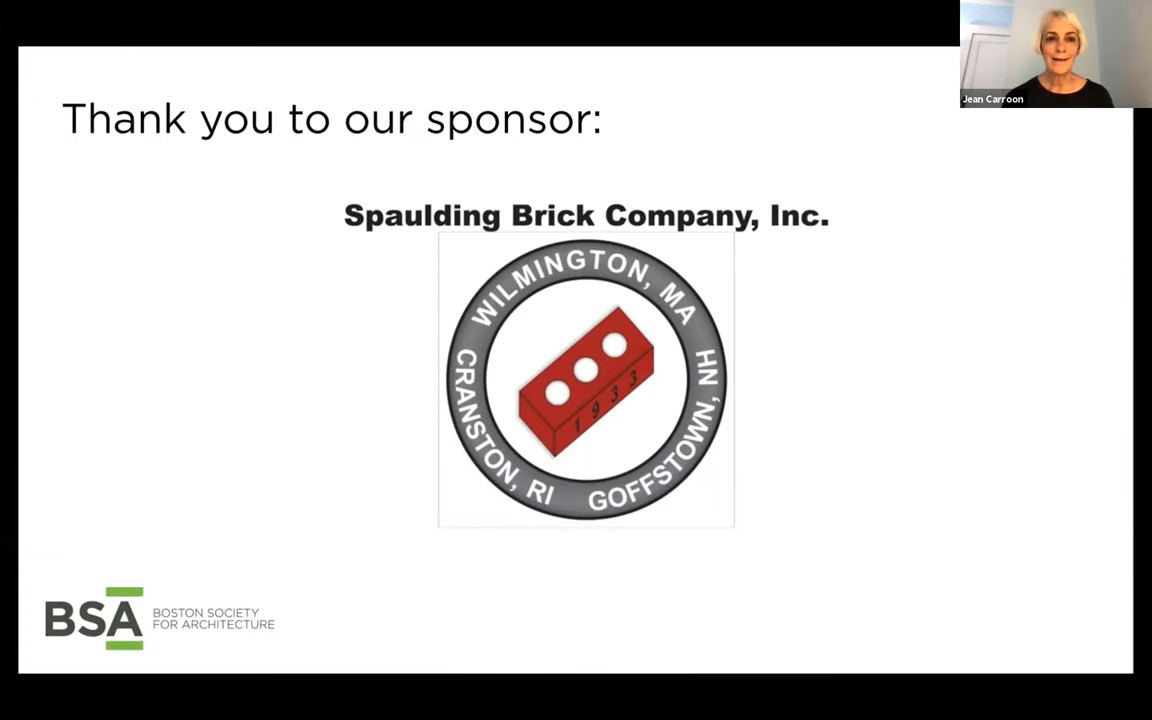 Jean Carroon
Thank you to our sponsor:
Spaulding Brick Company, Inc.
WILMINGTON, MA
CRANSTON, RI
GOFFSTOWN, NH
1933
BSA
BOSTON SOCIETY
FOR ARCHITECTURE